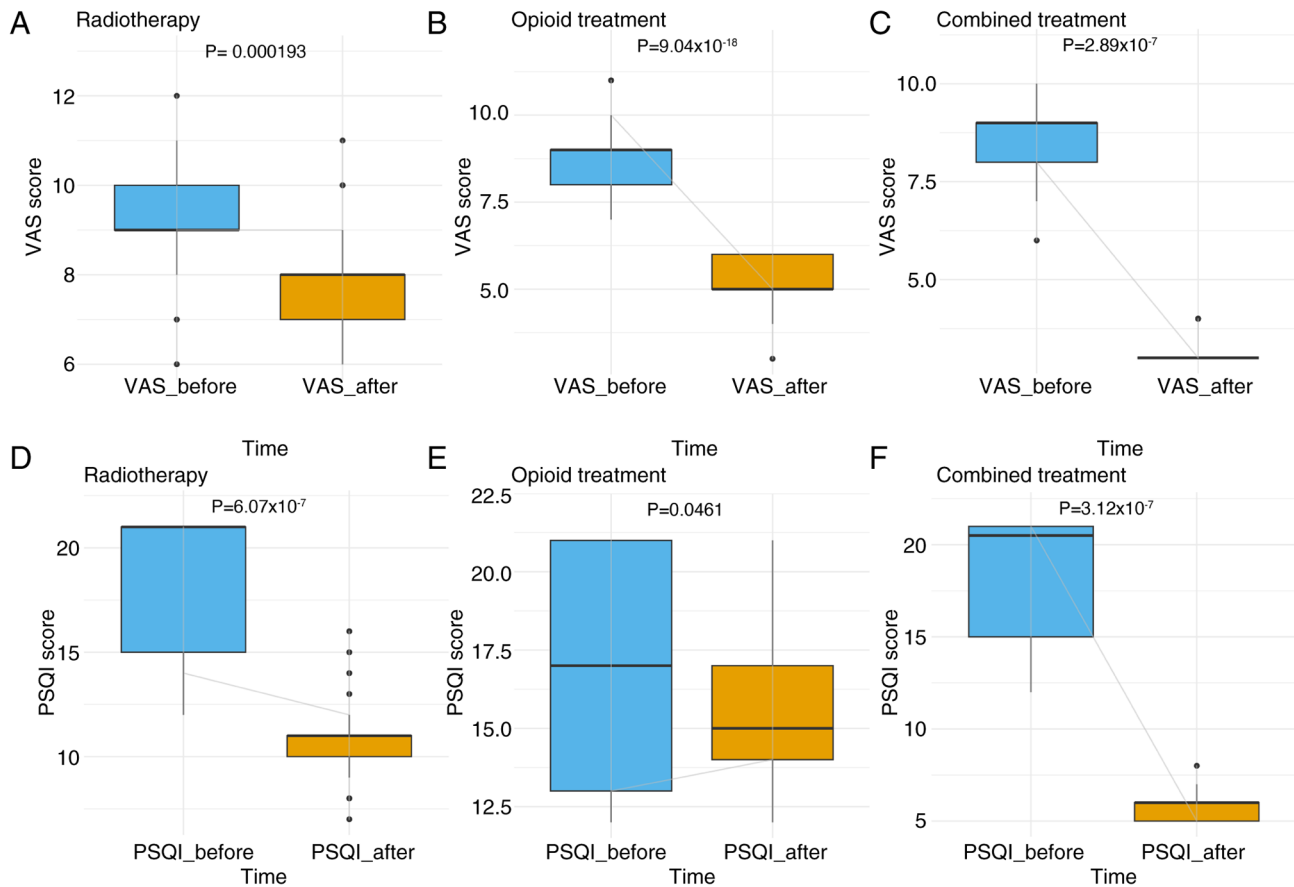 A
Radiotherapy
P= 0.000193
VAS score
12
10
8
6
VAS_before
VAS_after
Time
B
Opioid treatment
P=9.04x10⁻¹⁸
VAS score
10.0
7.5
5.0
VAS_before
VAS_after
Time
C
Combined treatment
P=2.89x10⁻⁷
VAS score
10.0
7.5
5.0
VAS_before
VAS_after
Time
D
Radiotherapy
P=6.07x10⁻⁷
PSQI score
20
15
10
PSQI_before
PSQI_after
Time
E
Opioid treatment
P=0.0461
PSQI score
22.5
20.0
17.5
15.0
12.5
PSQI_before
PSQI_after
Time
F
Combined treatment
P=3.12x10⁻⁷
PSQI score
20
15
10
5
PSQI_before
PSQI_after
Time